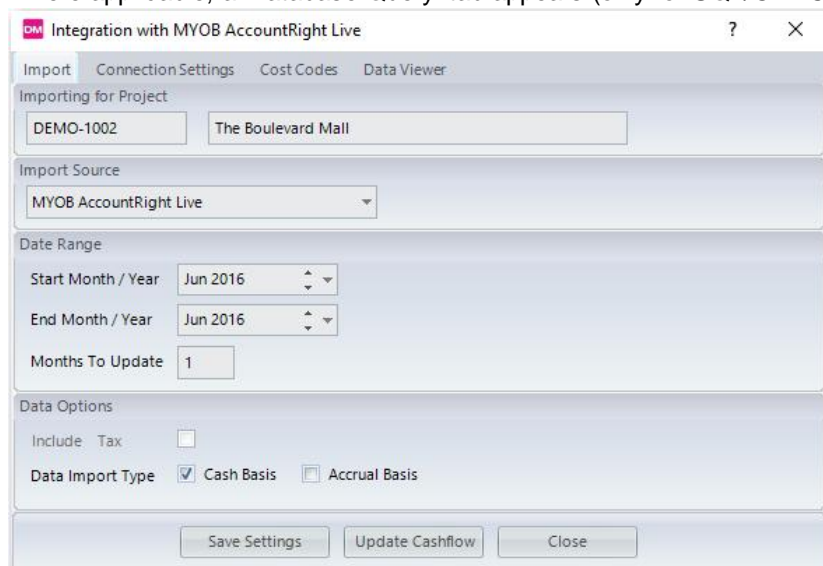 DM Integration with MYOB AccountRight Live ? X
Import Connection Settings Cost Codes Data Viewer
Importing for Project
DEMO-1002 The Boulevard Mall
Import Source
MYOB AccountRight Live
Date Range
Start Month / Year Jun 2016
End Month / Year Jun 2016
Months To Update 1
Data Options
Include Tax
Data Import Type Cash Basis Accrual Basis
Save Settings Update Cashflow Close